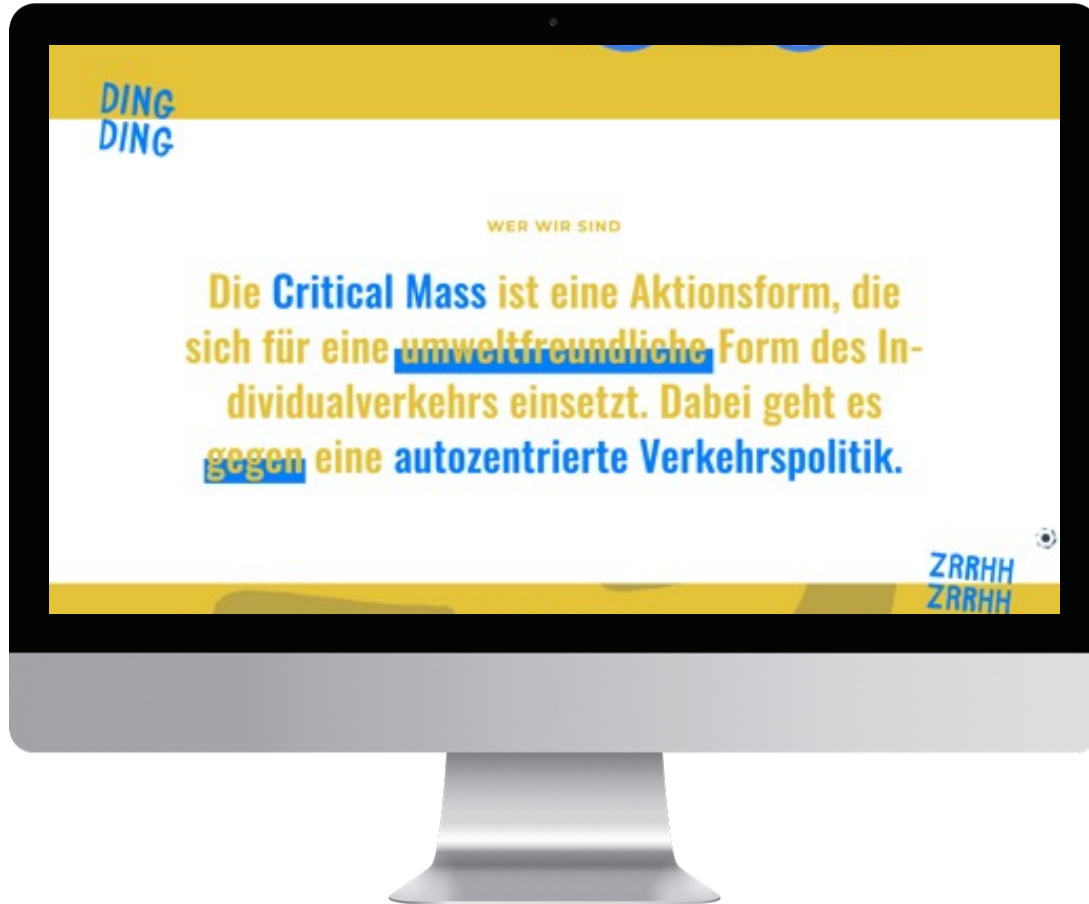 DING
DING
WER WIR SIND
Die Critical Mass ist eine Aktionsform, die
sich für eine umweltfreundliche Form des In-
dividualverkehrs einsetzt. Dabei geht es
gegen eine autozentrierte Verkehrspolitik.
ZRRHH
ZRRHH